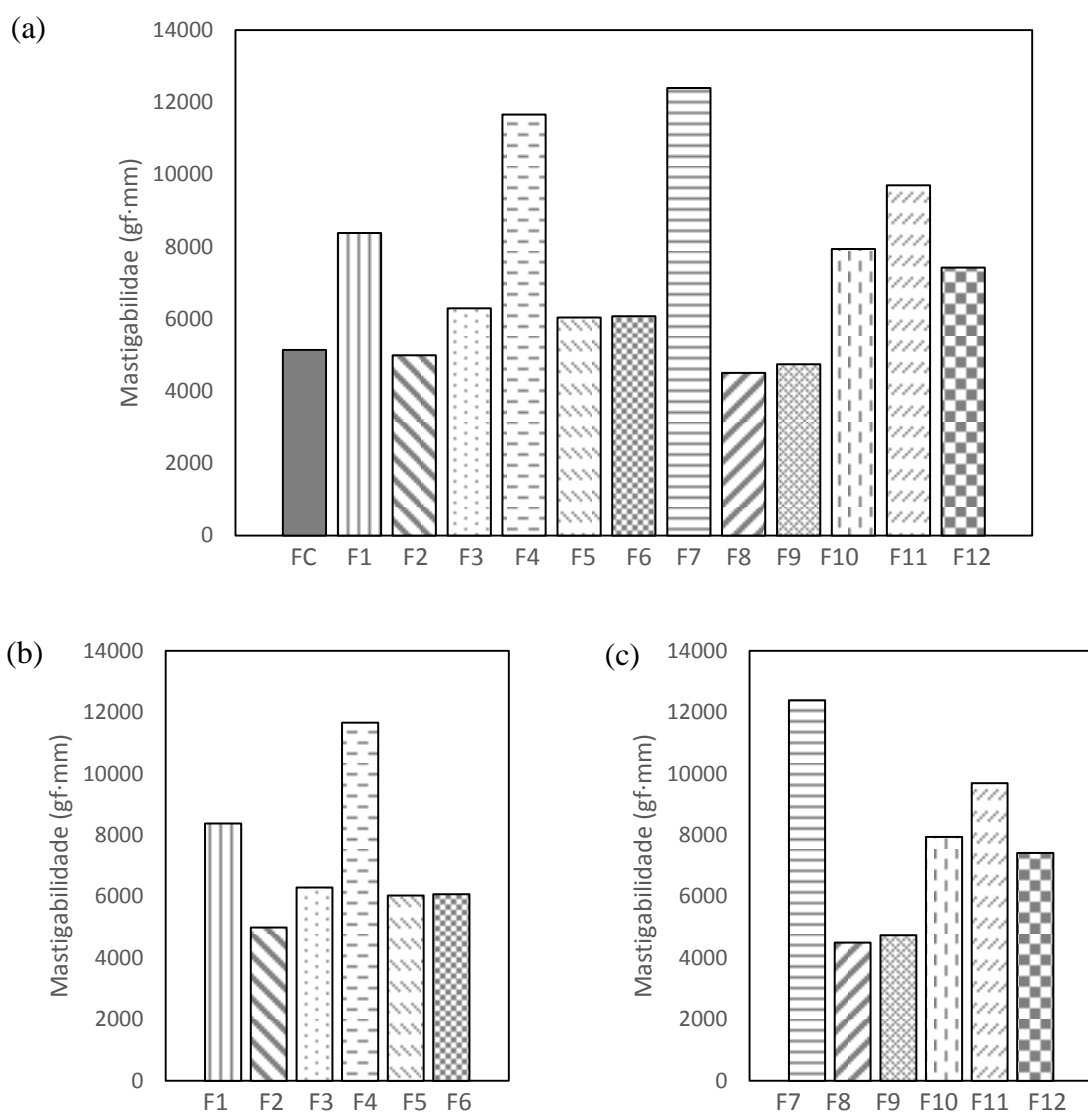 (a)
Mastigabilidae (gf·mm)
14000
12000
10000
8000
6000
4000
2000
0
FC F1 F2 F3 F4 F5 F6 F7 F8 F9 F10 F11 F12
(b)
Mastigabilidade (gf·mm)
14000
12000
10000
8000
6000
4000
2000
0
F1 F2 F3 F4 F5 F6
(c)
Mastigabilidade (gf·mm)
14000
12000
10000
8000
6000
4000
2000
0
F7 F8 F9 F10 F11 F12